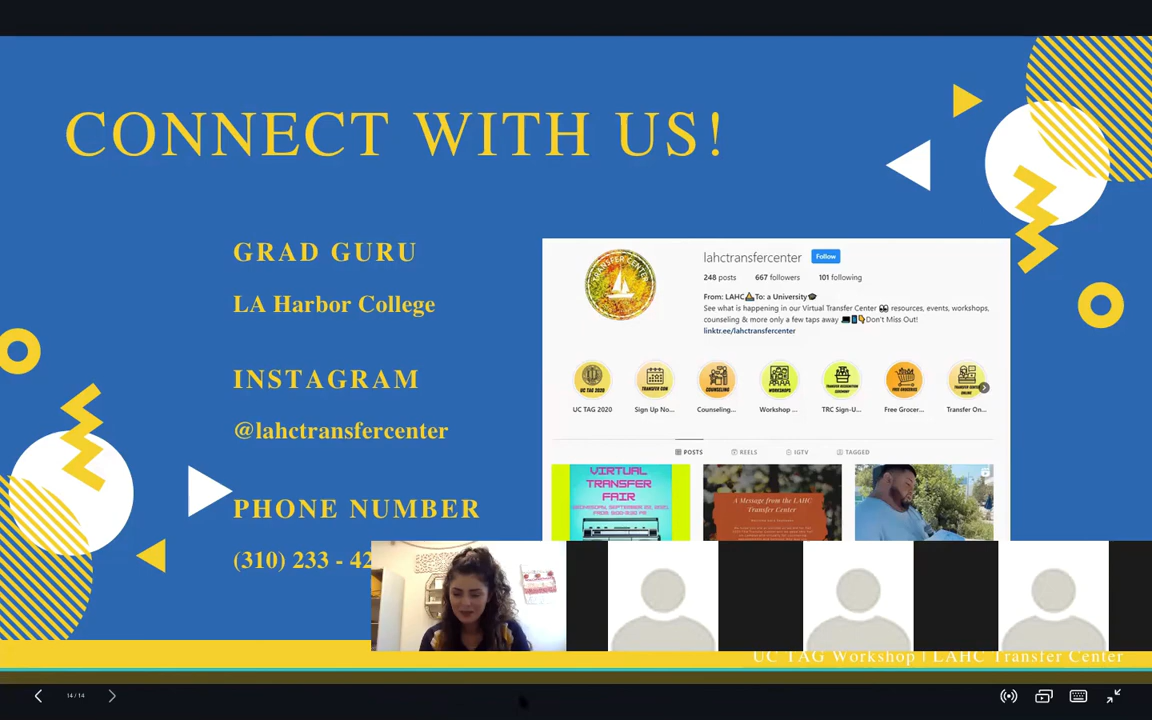 CONNECT WITH US!
GRAD GURU
LA Harbor College
INSTAGRAM
@lahctransfercenter
PHONE NUMBER
(310) 233 - 42
lahctransfercenter Follow
248 posts 667 followers 101 following
From: LAHC To: a University
See what is happening in our Virtual Transfer Center resources, events, workshops,
counseling & more only a few taps away Don't Miss Out!
linktr.ee/lahctransfercenter
TRANSFER CENTER
UC TAG 2020 Sign Up No... Counseling... Workshop ... TRC Sign-U... Free Grocer... Transfer On...
POSTS REELS IGTV TAGGED
VIRTUAL
TRANSFER
FAIR
A Message from the LAHC
Transfer Center
UC TAG Workshop | LAHC Transfer Center
14 / 14